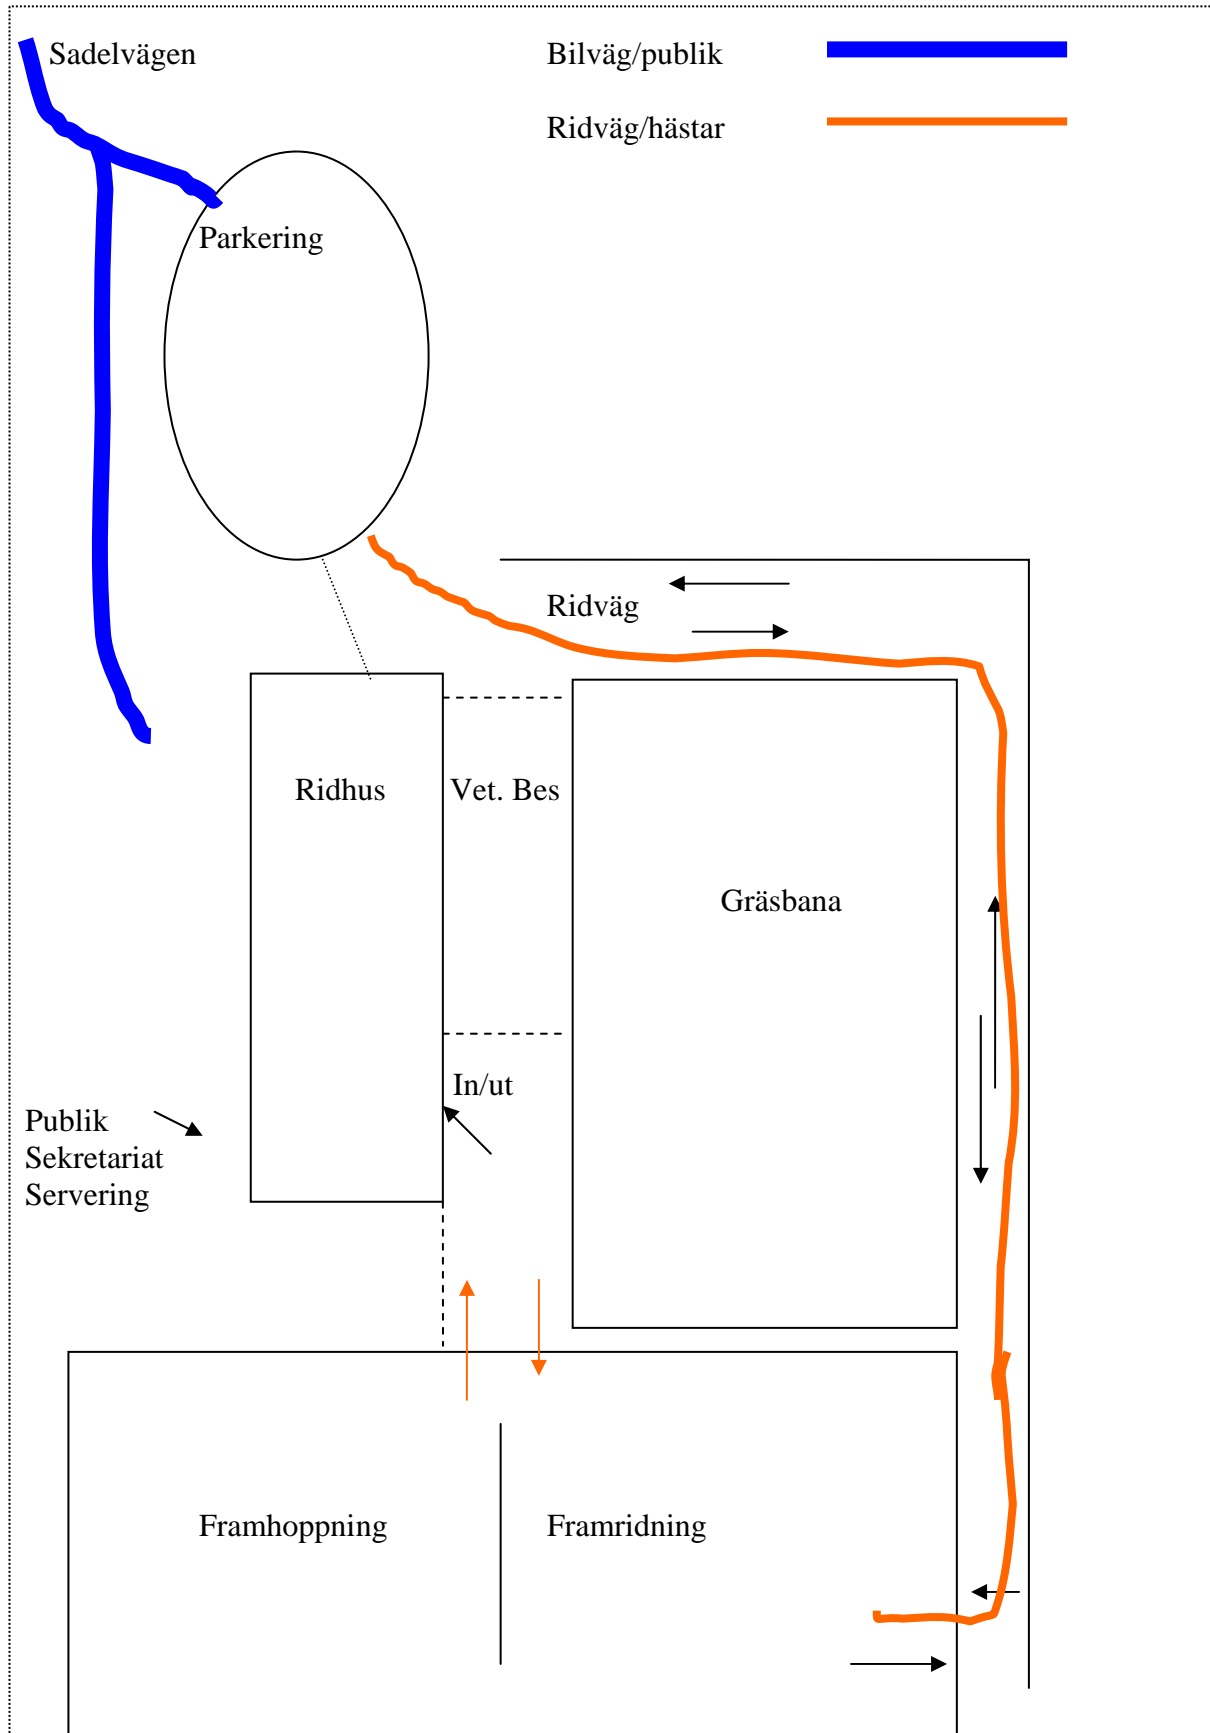 Sadelvägen
Bilväg/publik
Ridväg/hästar
Parkering
Ridväg
Ridhus
Vet. Bes
Gräsbana
In/ut
Publik
Sekretariat
Servering
Framhoppning
Framridning